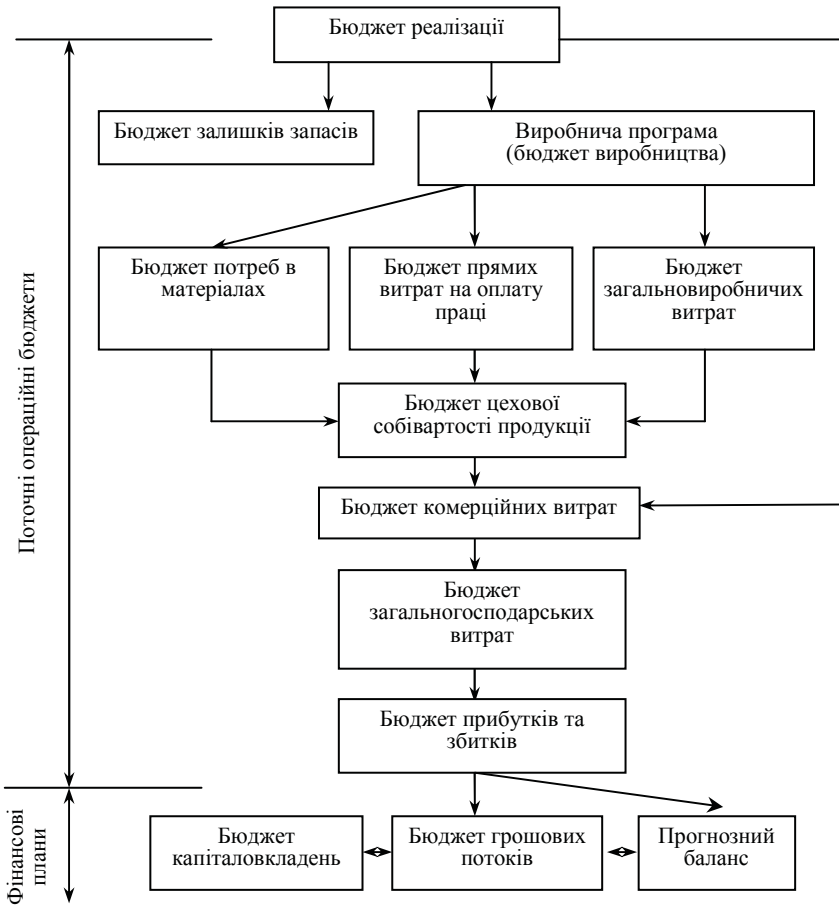 Бюджет реалізації
Бюджет залишків запасів
Виробнича програма
(бюджет виробництва)
Бюджет потреб в
матеріалах
Бюджет прямих
витрат на оплату
праці
Бюджет
загальновиробничих
витрат
Бюджет цехової
собівартості продукції
Бюджет комерційних витрат
Бюджет
загальногосподарських
витрат
Бюджет прибутків та
збитків
Бюджет
капіталовкладень
Бюджет грошових
потоків
Прогнозний
баланс
Поточні операційні бюджети
Фінансові
плани